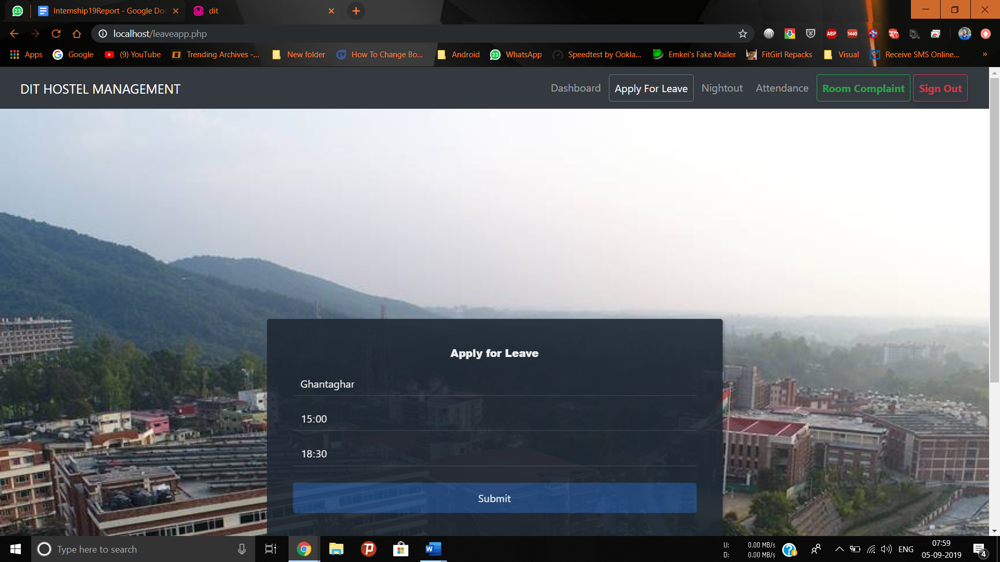 23
Internship19Report - Google Doc
dit
localhost/leaveapp.php
ABP
1440
Apps
Google
(9) YouTube
Trending Archives -...
New folder
How To Change Bo...
Android
23
WhatsApp
Speedtest by Ookla...
Emkei's Fake Mailer
FitGirl Repacks
Visual
Receive SMS Online...
»
DIT HOSTEL MANAGEMENT
Dashboard
Apply For Leave
Nightout
Attendance
Room Complaint
Sign Out
Apply for Leave
Ghantaghar
15:00
18:30
Submit
Type here to search
U: 0.00 MB/s
D: 0.00 MB/s
ENG
07:59
05-09-2019
4